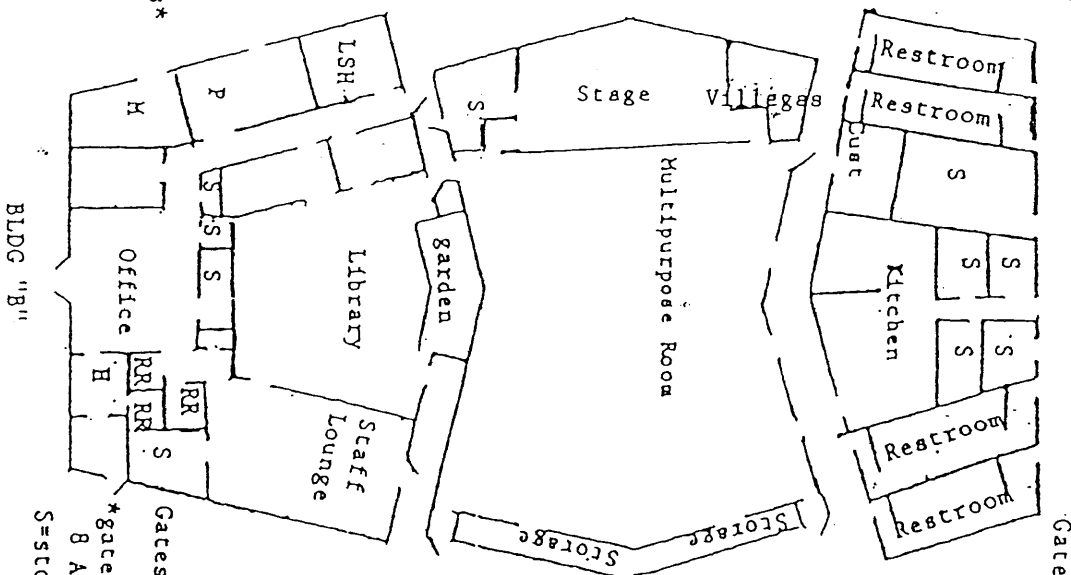 Restroom
Restroom
Cust
S
S
S
Kitchen
S
S
Restroom
Restroom
Gate
Stage
Villegas
S
Multipurpose Room
Storage
Storage
garden
LSH
P
M
S
S
S
Library
Staff
Lounge
Office
RR
RR
RR
H
S
BLDG "B"
Gates
*gate
8 A
S=sto